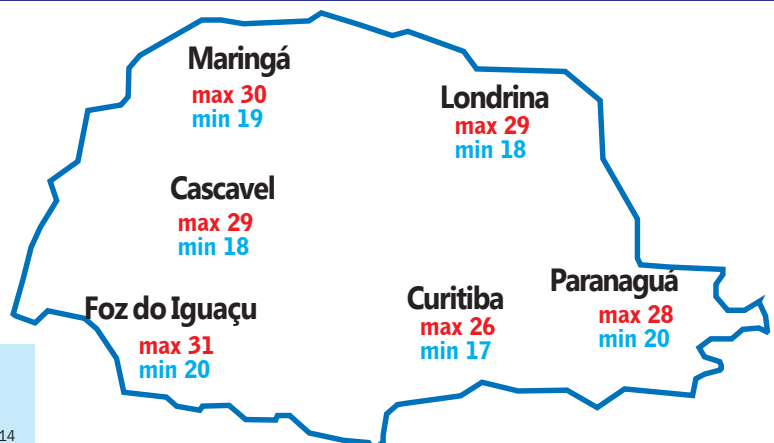 Maringá
max 30
min 19
Londrina
max 29
min 18
Cascavel
max 29
min 18
Foz do Iguaçu
max 31
min 20
Curitiba
max 26
min 17
Paranaguá
max 28
min 20
14